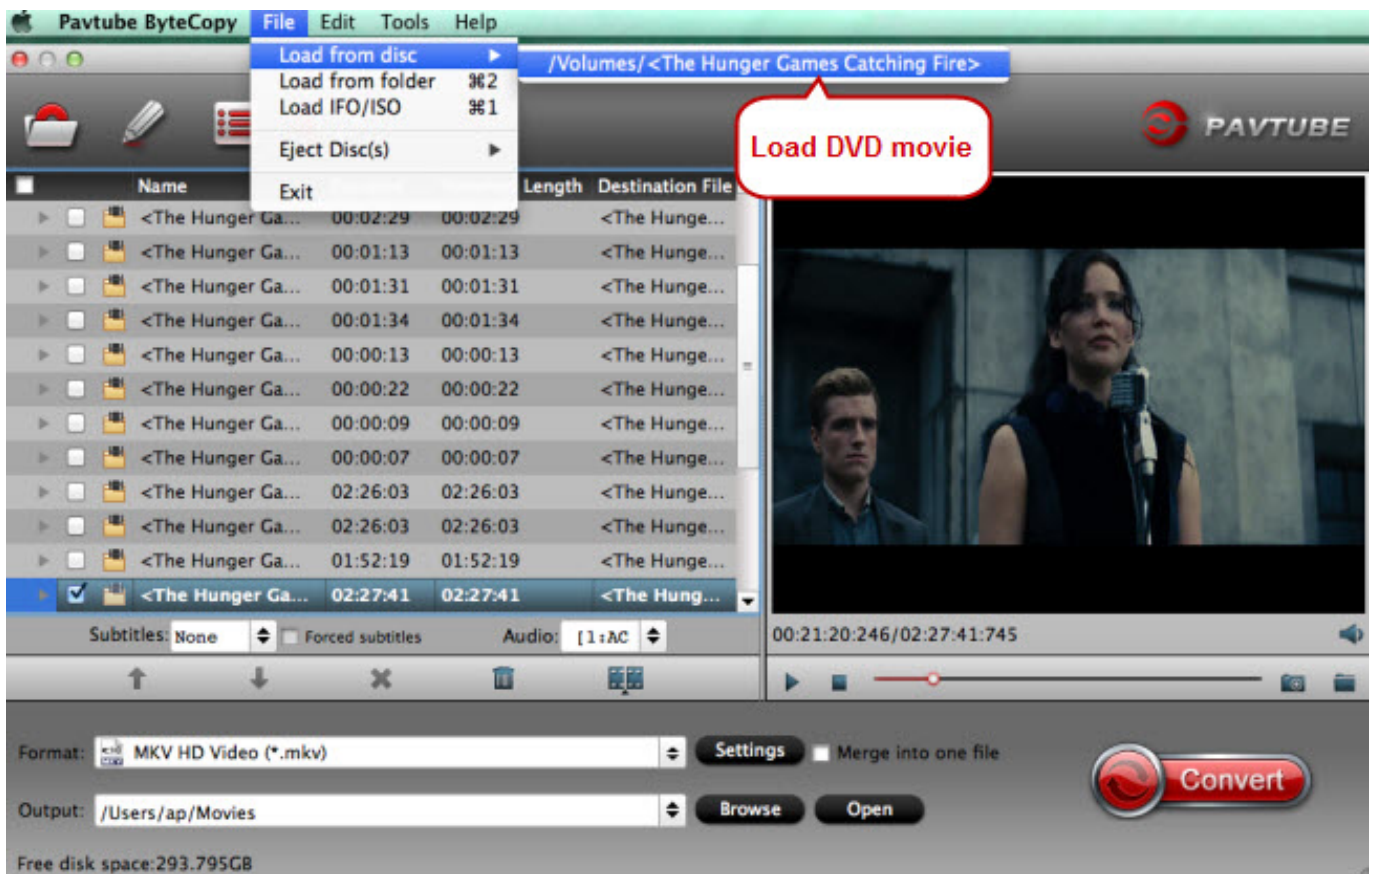 Pavtube ByteCopy File Edit Tools Help
Load from disc
/Volumes/<The Hunger Games Catching Fire>
Load from folder ⌘2
Load IFO/ISO ⌘1
Eject Disc(s)
Exit
Load DVD movie
PAVTUBE
Name Length Destination File
<The Hunger Ga... 00:02:29 00:02:29 <The Hunge...
<The Hunger Ga... 00:01:13 00:01:13 <The Hunge...
<The Hunger Ga... 00:01:31 00:01:31 <The Hunge...
<The Hunger Ga... 00:01:34 00:01:34 <The Hunge...
<The Hunger Ga... 00:00:13 00:00:13 <The Hunge...
<The Hunger Ga... 00:00:22 00:00:22 <The Hunge...
<The Hunger Ga... 00:00:09 00:00:09 <The Hunge...
<The Hunger Ga... 00:00:07 00:00:07 <The Hunge...
<The Hunger Ga... 02:26:03 02:26:03 <The Hunge...
<The Hunger Ga... 02:26:03 02:26:03 <The Hunge...
<The Hunger Ga... 01:52:19 01:52:19 <The Hunge...
<The Hunger Ga... 02:27:41 02:27:41 <The Hung...
Subtitles: None Forced subtitles Audio: [1:AC
00:21:20:246/02:27:41:745
Format: MKV HD Video (*.mkv) Settings Merge into one file
Convert
Output: /Users/ap/Movies Browse Open
Free disk space:293.795GB